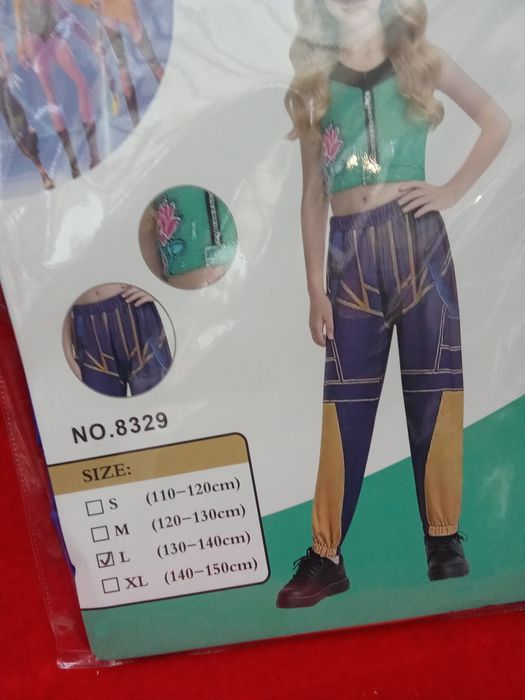 NO.8329
SIZE:
S (110-120cm)
M (120-130cm)
L (130-140cm)
XL (140-150cm)